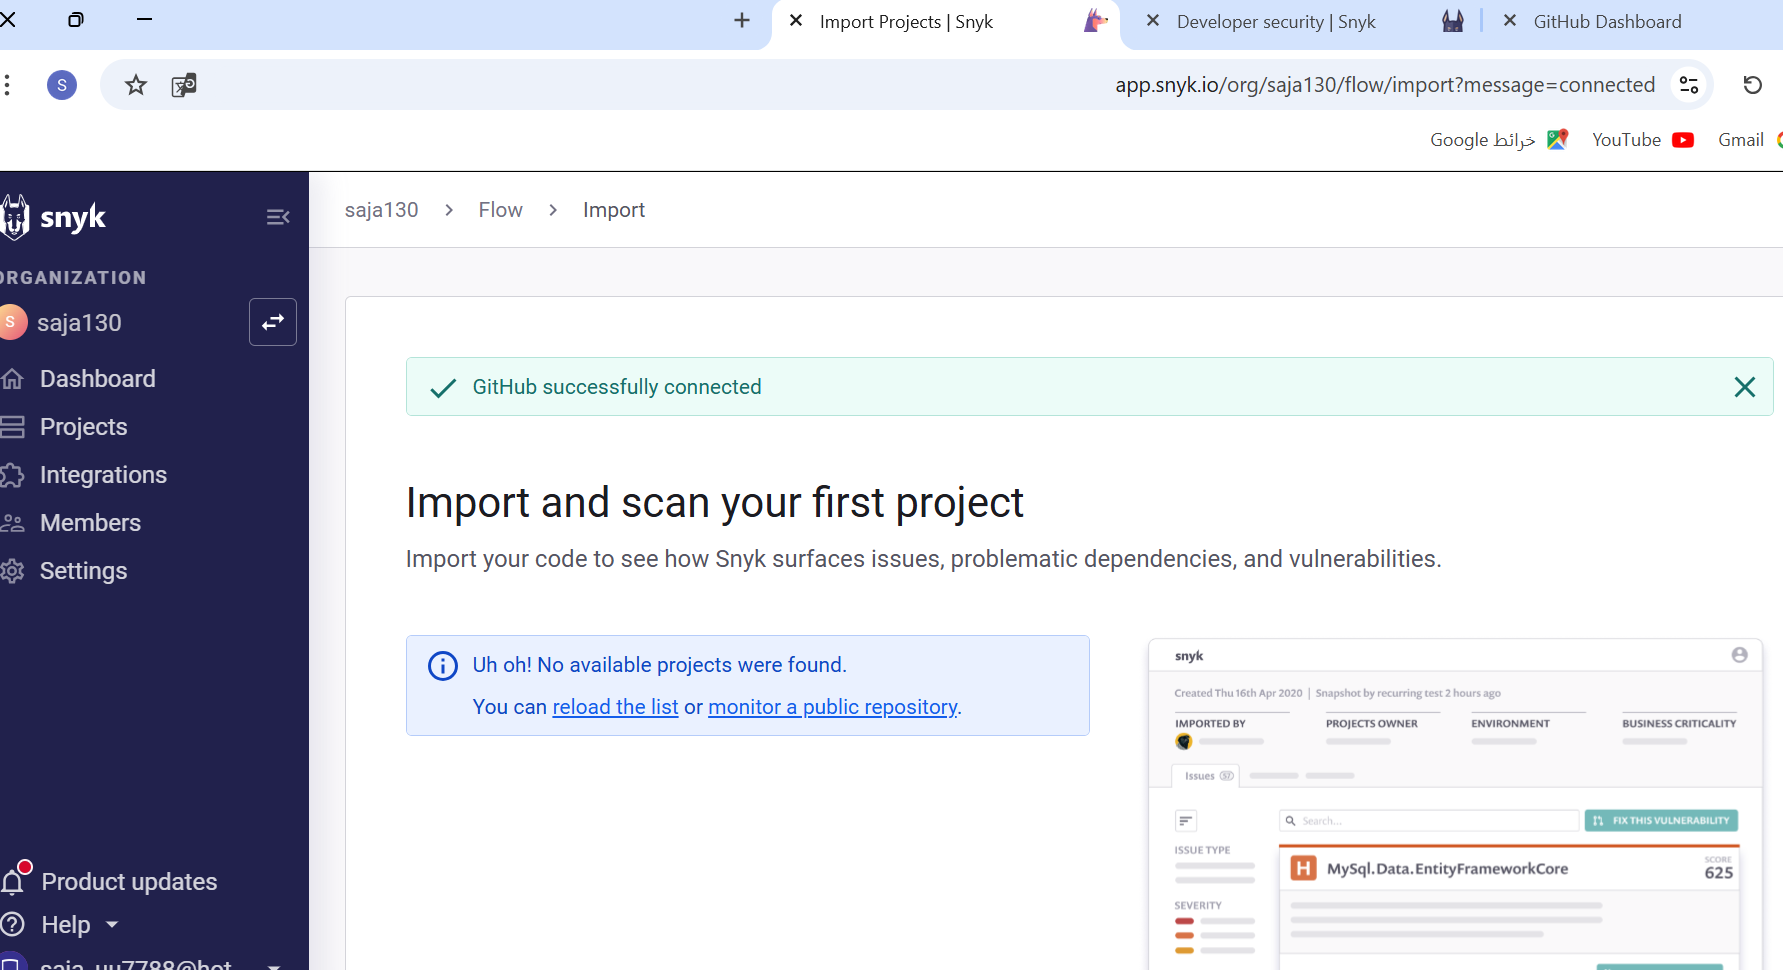 Import Projects | Snyk
Developer security | Snyk
GitHub Dashboard
S
app.snyk.io/org/saja130/flow/import?message=connected
خرائط Google
YouTube
Gmail
snyk
ORGANIZATION
S
saja130
Dashboard
Projects
Integrations
Members
Settings
Product updates
Help
saja_uu7788@hot
saja130 > Flow > Import
GitHub successfully connected
Import and scan your first project
Import your code to see how Snyk surfaces issues, problematic dependencies, and vulnerabilities.
Uh oh! No available projects were found.
You can reload the list or monitor a public repository.
snyk
Created Thu 16th Apr 2020 | Snapshot by recurring test 2 hours ago
IMPORTED BY
PROJECTS OWNER
ENVIRONMENT
BUSINESS CRITICALITY
Issues 57
Search...
FIX THIS VULNERABILITY
ISSUE TYPE
SEVERITY
H
MySql.Data.EntityFrameworkCore
SCORE
625